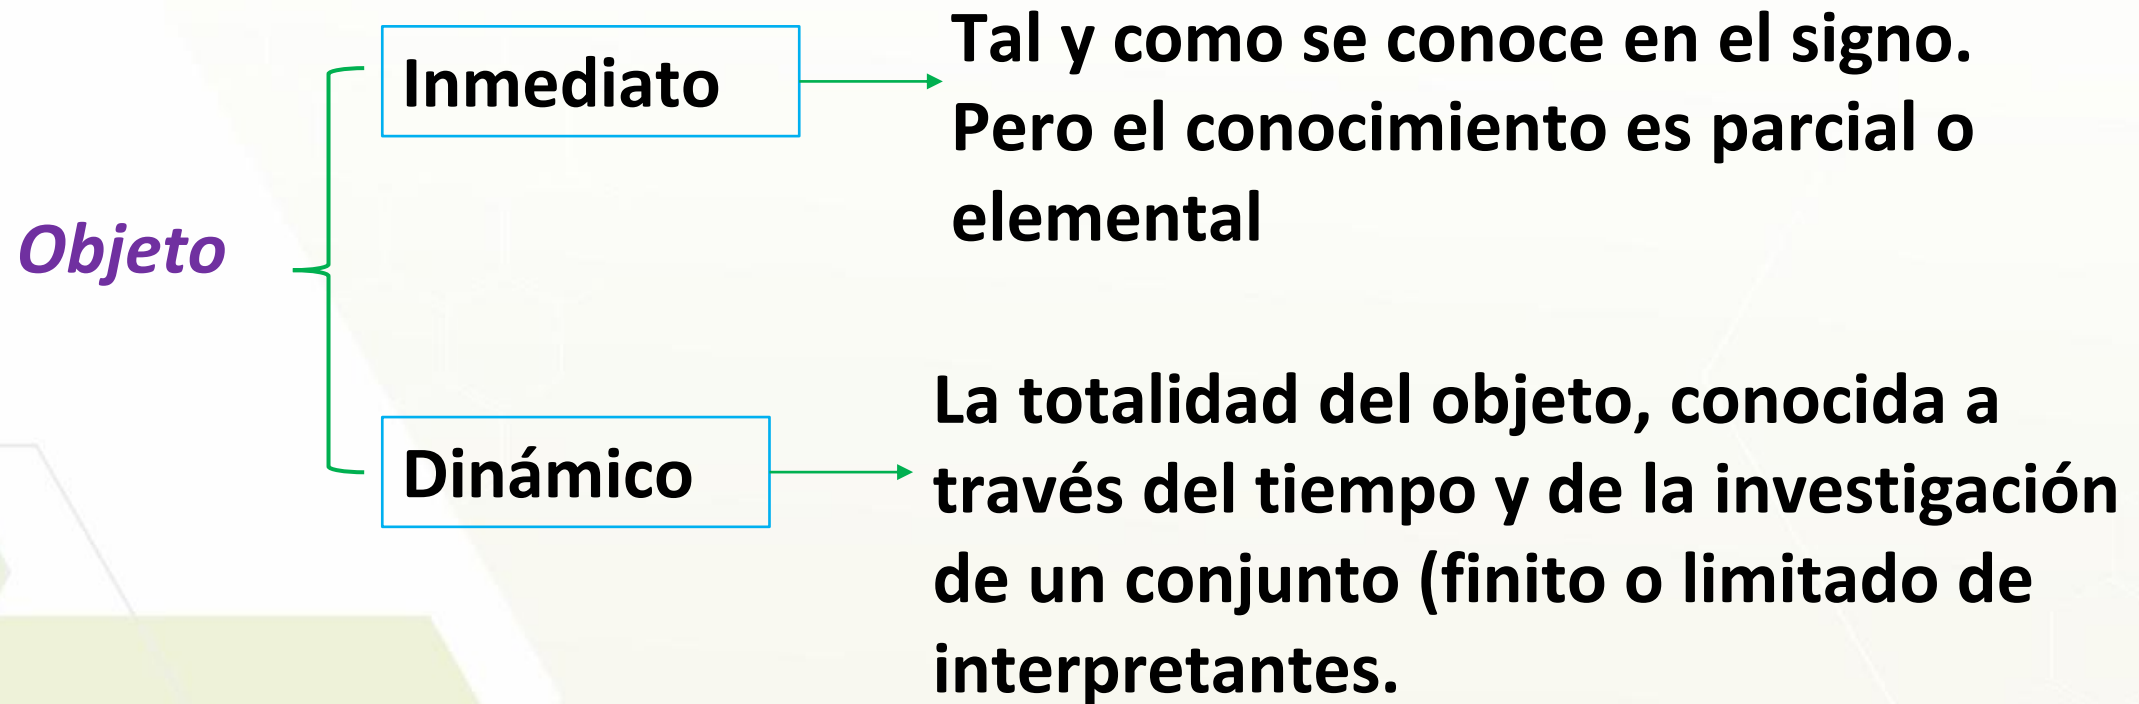 Objeto
Inmediato
Tal y como se conoce en el signo.
Pero el conocimiento es parcial o
elemental
Dinámico
La totalidad del objeto, conocida a
través del tiempo y de la investigación
de un conjunto (finito o limitado de
interpretantes.